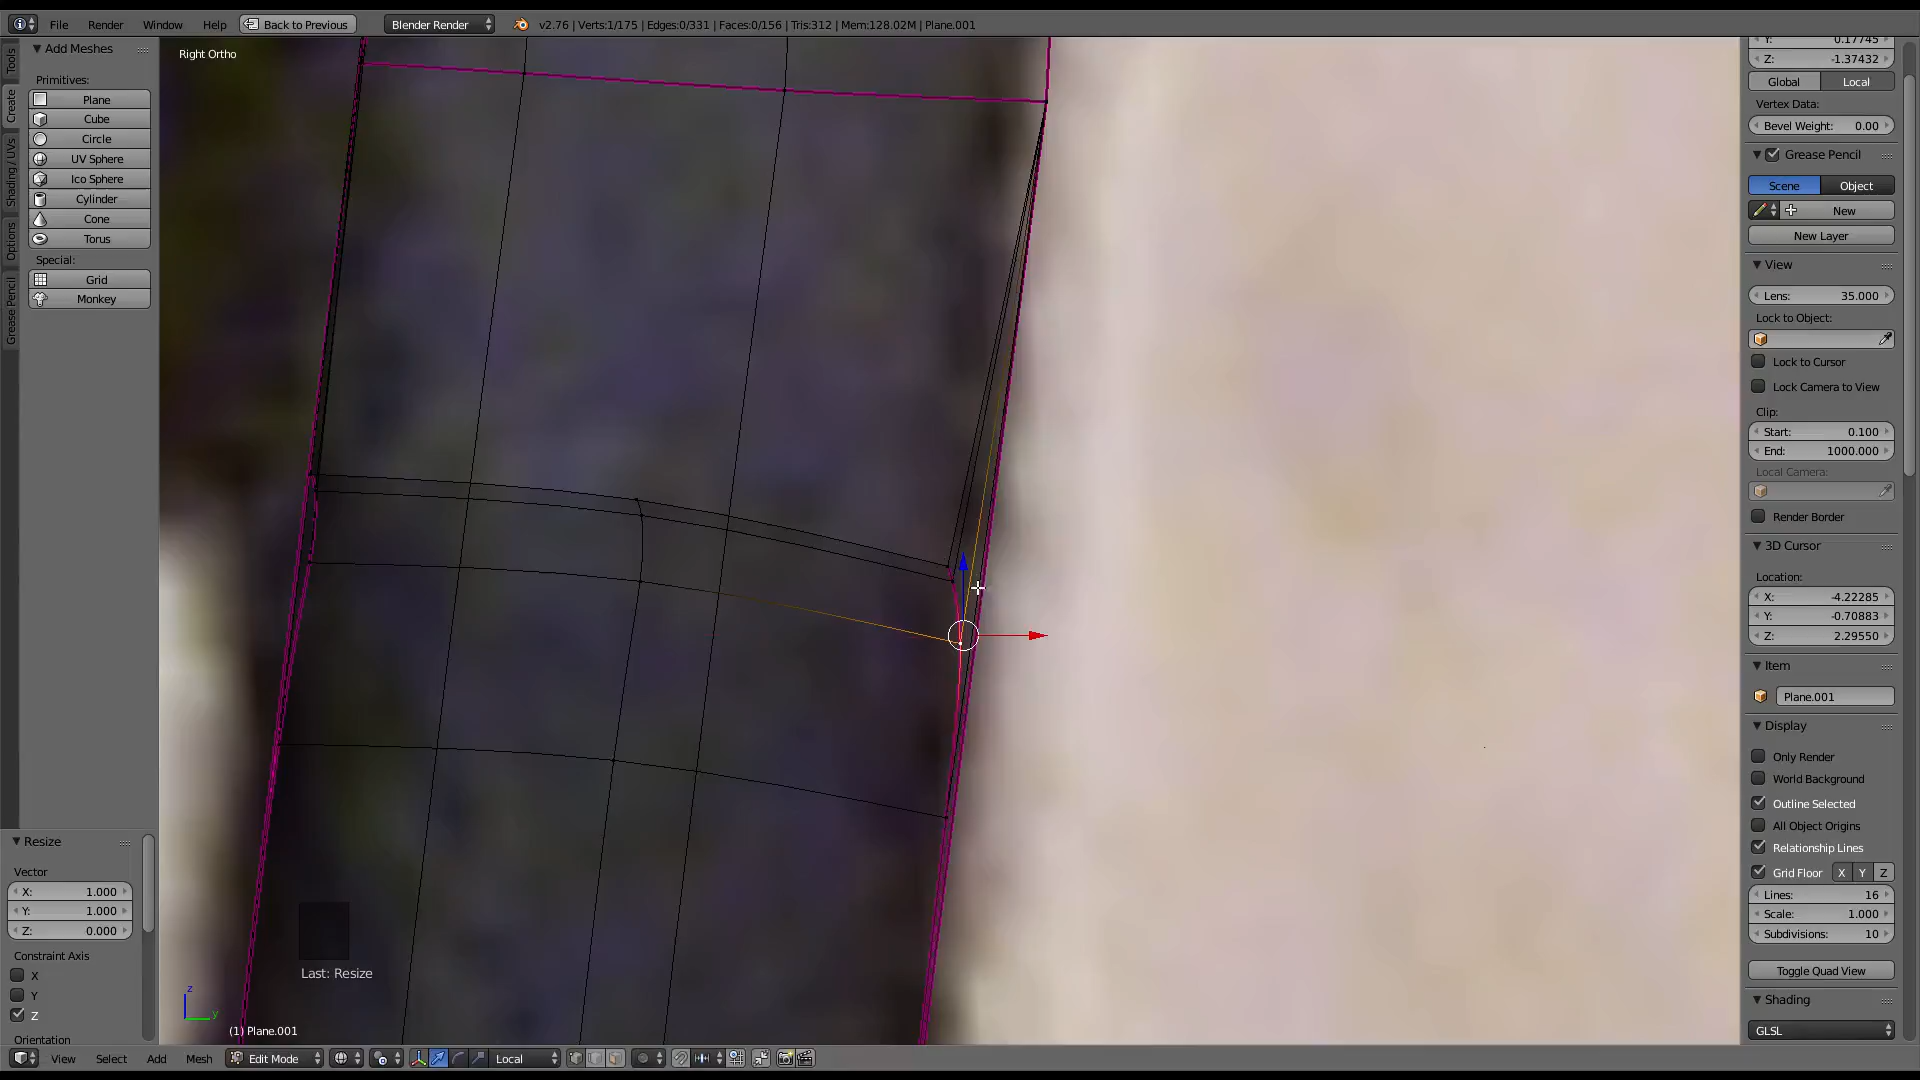 File Render Window Help Back to Previous Blender Render v2.76 | Verts:1/175 | Edges:0/331 | Faces:0/156 | Tris:312 | Mem:128.02M | Plane.001
Tools
Create
Shading / UVs
Options
Grease Pencil
Add Meshes
Primitives:
Plane
Cube
Circle
UV Sphere
Ico Sphere
Cylinder
Cone
Torus
Special:
Grid
Monkey
Resize
Vector
X: 1.000
Y: 1.000
Z: 0.000
Constraint Axis
X
Y
Z
Orientation
Right Ortho
z
y
Last: Resize
(1) Plane.001
View Select Add Mesh Edit Mode Local
Y: 0.17745
Z: -1.37432
Global Local
Vertex Data:
Bevel Weight: 0.00
Grease Pencil
Scene Object
New
New Layer
View
Lens: 35.000
Lock to Object:
Lock to Cursor
Lock Camera to View
Clip:
Start: 0.100
End: 1000.000
Local Camera:
Render Border
3D Cursor
Location:
X: -4.22285
Y: -0.70883
Z: 2.29550
Item
Plane.001
Display
Only Render
World Background
Outline Selected
All Object Origins
Relationship Lines
Grid Floor X Y Z
Lines: 16
Scale: 1.000
Subdivisions: 10
Toggle Quad View
Shading
GLSL